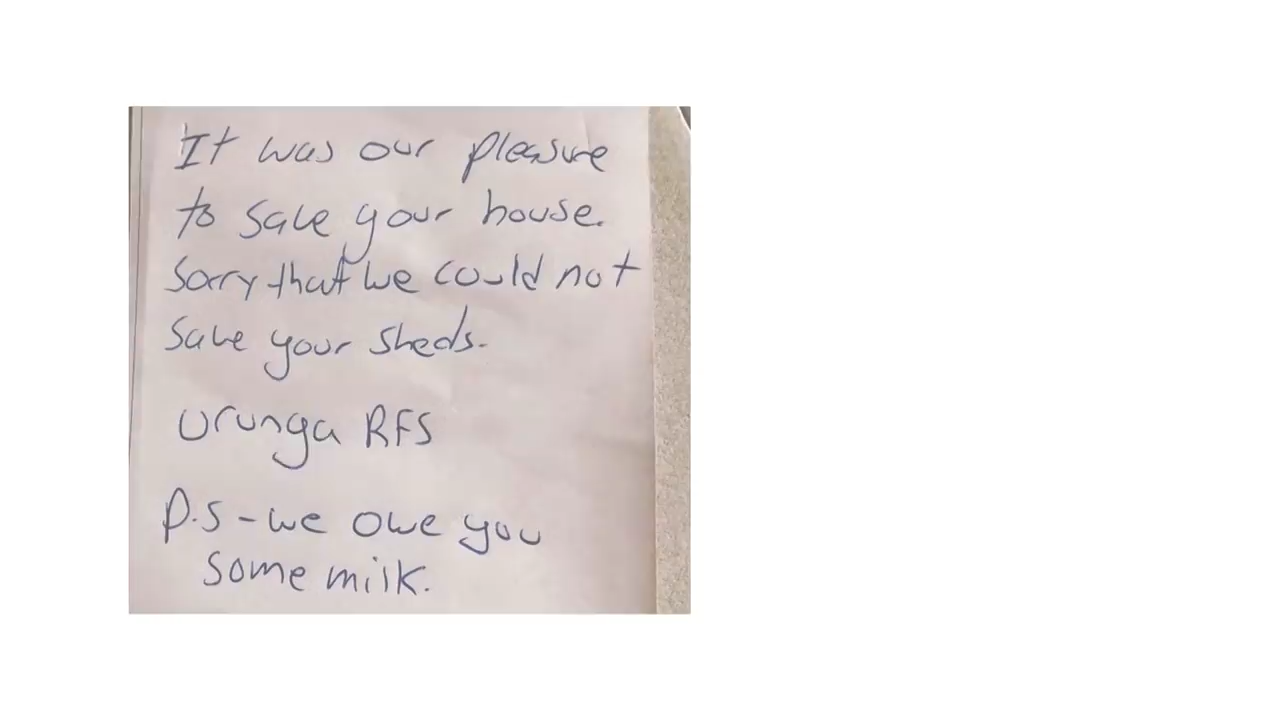 It was our pleasure
to save your house.
Sorry that we could not
save your sheds.
Urunga RFS
P.S - we owe you
some milk.